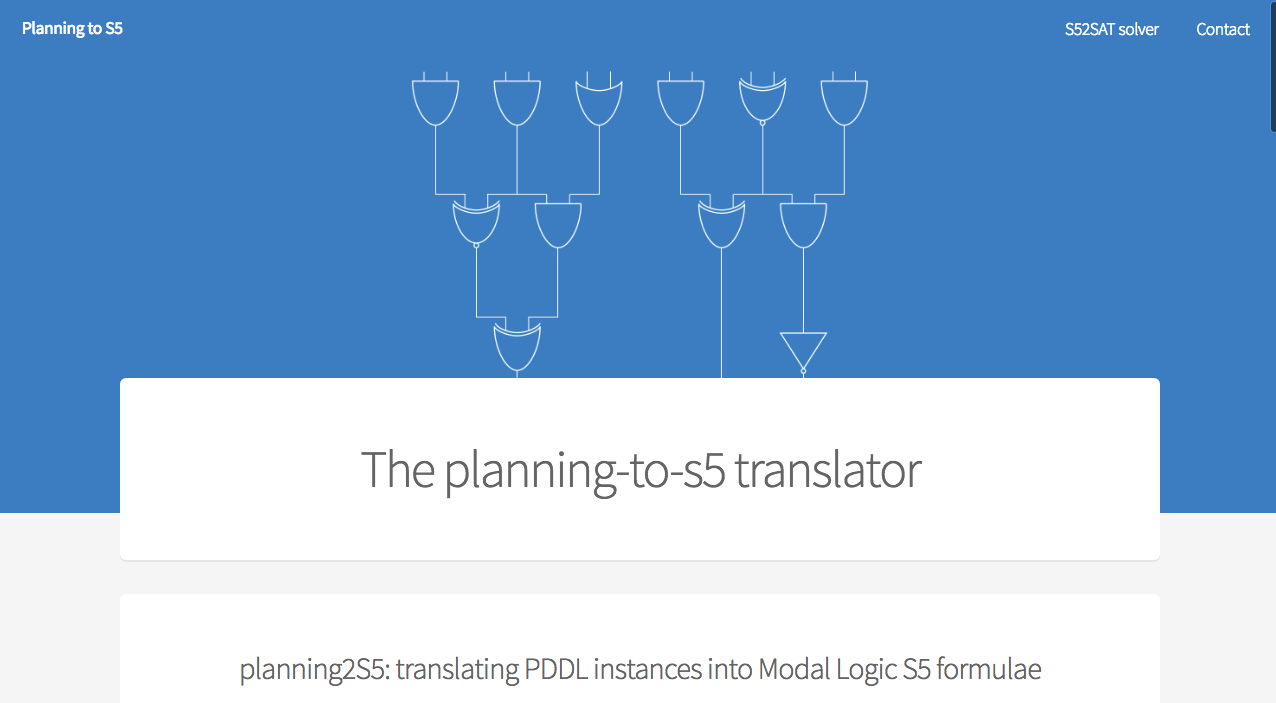 Planning to S5
S52SAT solver
Contact
The planning-to-s5 translator
planning2S5: translating PDDL instances into Modal Logic S5 formulae